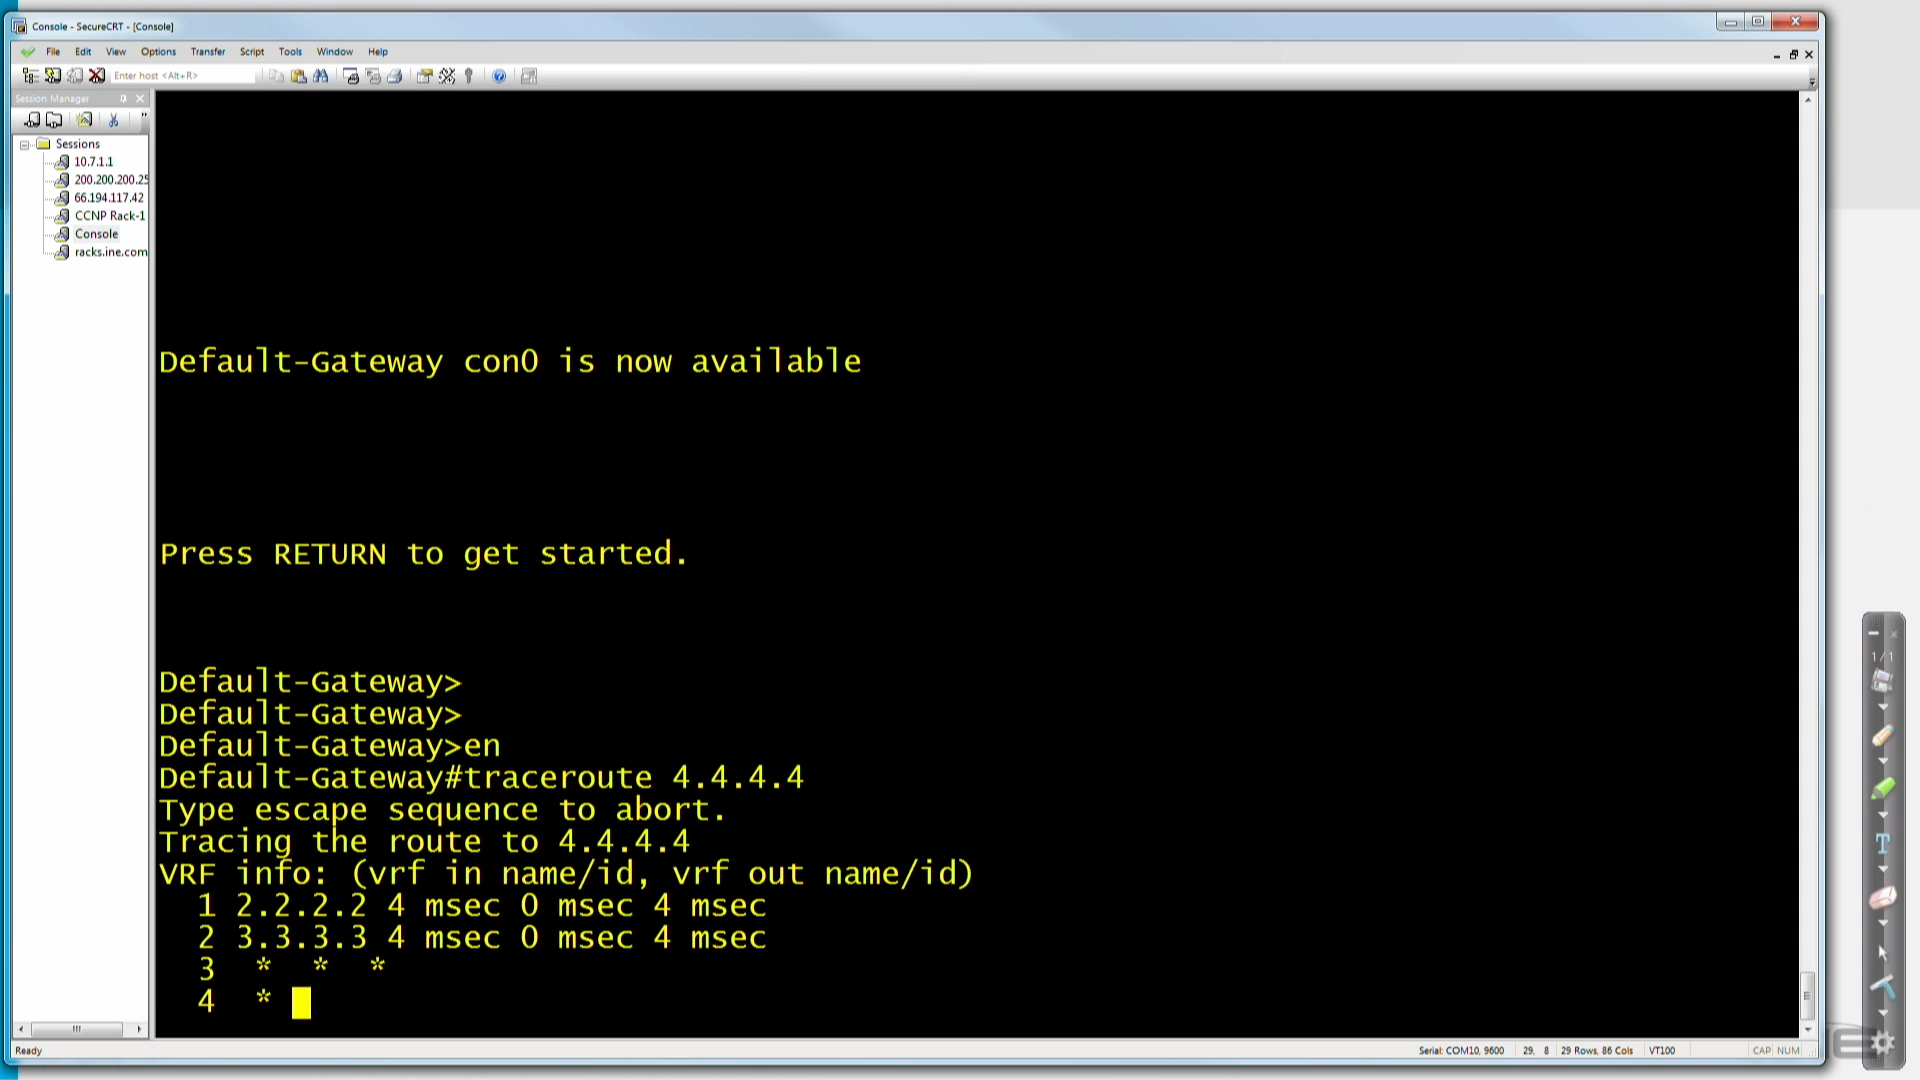 Console - SecureCRT - [Console]
File Edit View Options Transfer Script Tools Window Help
Enter host <Alt+R>
Session Manager
Sessions
10.7.1.1
200.200.200.25
66.194.117.42
CCNP Rack-1
Console
racks.ine.com
Default-Gateway con0 is now available
Press RETURN to get started.
Default-Gateway>
Default-Gateway>
Default-Gateway>en
Default-Gateway#traceroute 4.4.4.4
Type escape sequence to abort.
Tracing the route to 4.4.4.4
VRF info: (vrf in name/id, vrf out name/id)
1 2.2.2.2 4 msec 0 msec 4 msec
2 3.3.3.3 4 msec 0 msec 4 msec
3 * * *
4 *
1/1
T
Ready
Serial: COM10, 9600 29, 8 29 Rows, 86 Cols VT100 CAP NUM